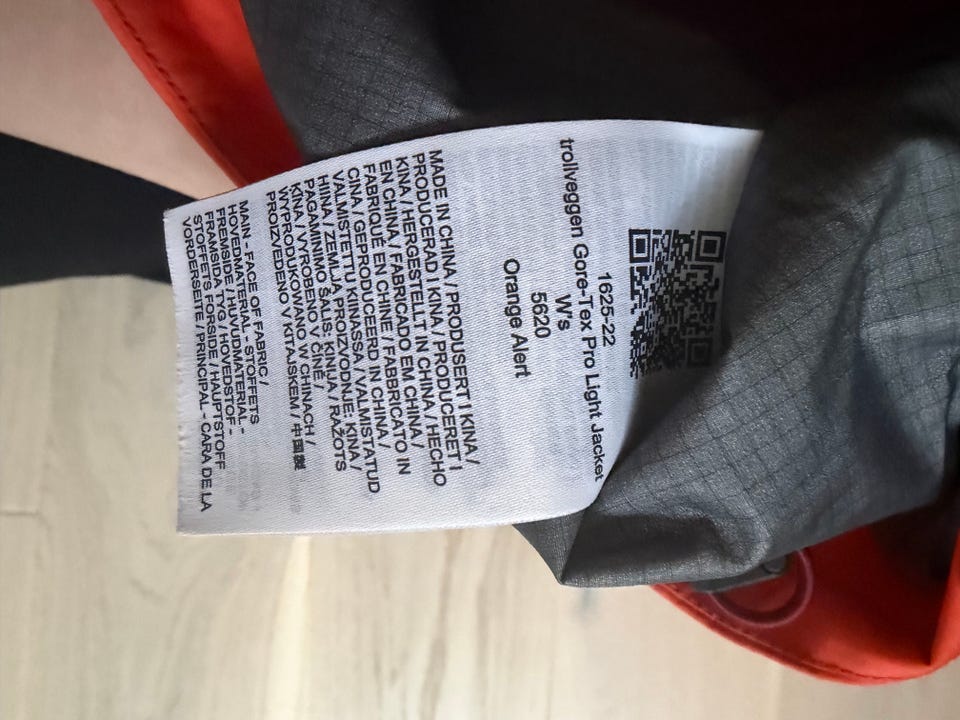 1625-22
trollveggen Gore-Tex Pro Light Jacket
W's
5620
Orange Alert
MADE IN CHINA / PRODUSERT I KINA /
PRODUCERAD I KINA / PRODUCERET I
KINA / HERGESTELLT IN CHINA / HECHO
EN CHINA / FABRICADO EM CHINA /
FABRIQUÉ EN CHINE / FABBRICATO IN
CINA / GEPRODUCEERD IN CHINA /
VALMISTETTU KIINASSA / VALMISTATUD
HIINA / ZEMLJA PROIZVODNJE: KINA /
PAGAMINIMO ŠALIS: KINIJA / RAŽOTS
ĶĪNA / VYROBENO V ČÍNĚ /
WYPRODUKOWANO W CHINACH /
PROIZVEDENO V KITAJSKEM / 中国製
MAIN - FACE OF FABRIC /
HOVEDMATERIAL - STOFFETS
FREMSIDE / HUVUDMATERIAL -
FRAMSIDA TYG / HOVEDSTOF -
STOFFETS FORSIDE / HAUPTSTOFF
VORDERSEITE / PRINCIPAL - CARA DE LA